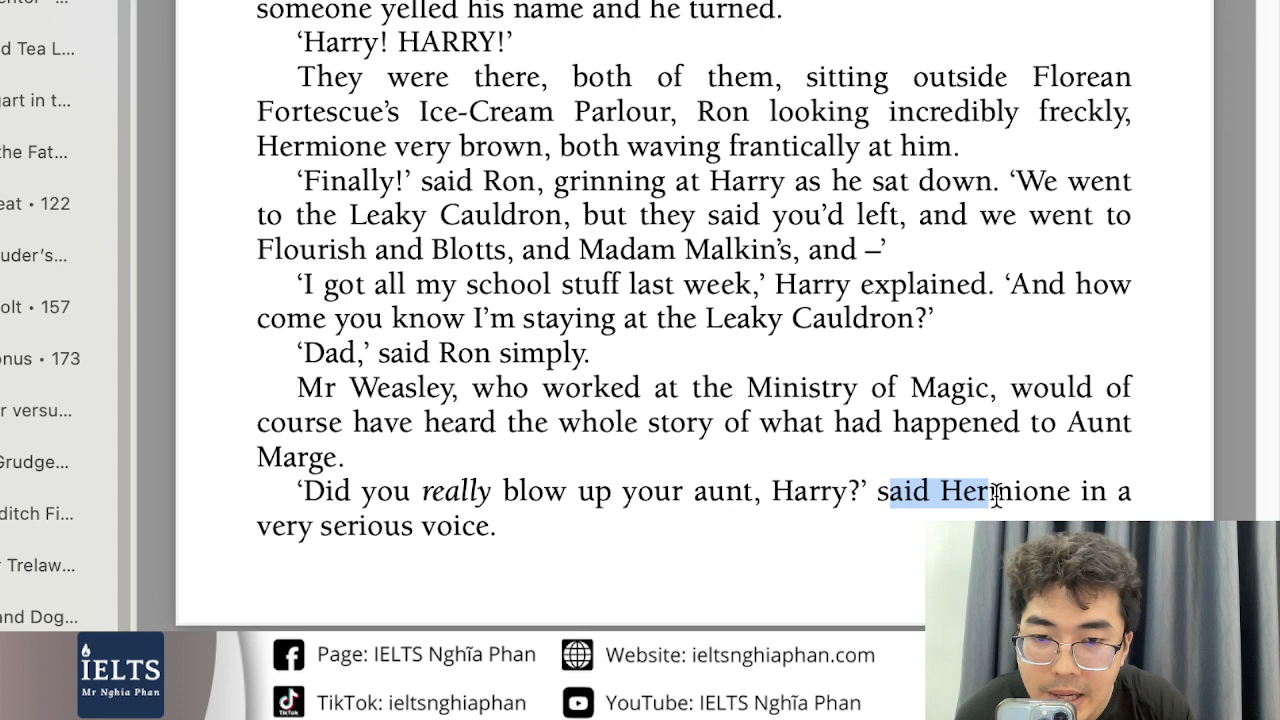 someone yelled his name and he turned.
‘Harry! HARRY!’
They were there, both of them, sitting outside Florean
Fortescue’s Ice-Cream Parlour, Ron looking incredibly freckly,
Hermione very brown, both waving frantically at him.
‘Finally!’ said Ron, grinning at Harry as he sat down. ‘We went
to the Leaky Cauldron, but they said you’d left, and we went to
Flourish and Blotts, and Madam Malkin’s, and –’
‘I got all my school stuff last week,’ Harry explained. ‘And how
come you know I’m staying at the Leaky Cauldron?’
‘Dad,’ said Ron simply.
Mr Weasley, who worked at the Ministry of Magic, would of
course have heard the whole story of what had happened to Aunt
Marge.
‘Did you really blow up your aunt, Harry?’ said Hermione in a
very serious voice.
d Tea L...
gart in t...
the Fat...
eat • 122
uder’s...
olt • 157
onus • 173
r versu...
Grudge...
ditch Fi...
r Trelaw...
and Dog...
IELTS
Mr Nghia Phan
Page: IELTS Nghĩa Phan
Website: ieltsnghiaphan.com
TikTok
TikTok: ieltsnghiaphan
YouTube: IELTS Nghĩa Phan